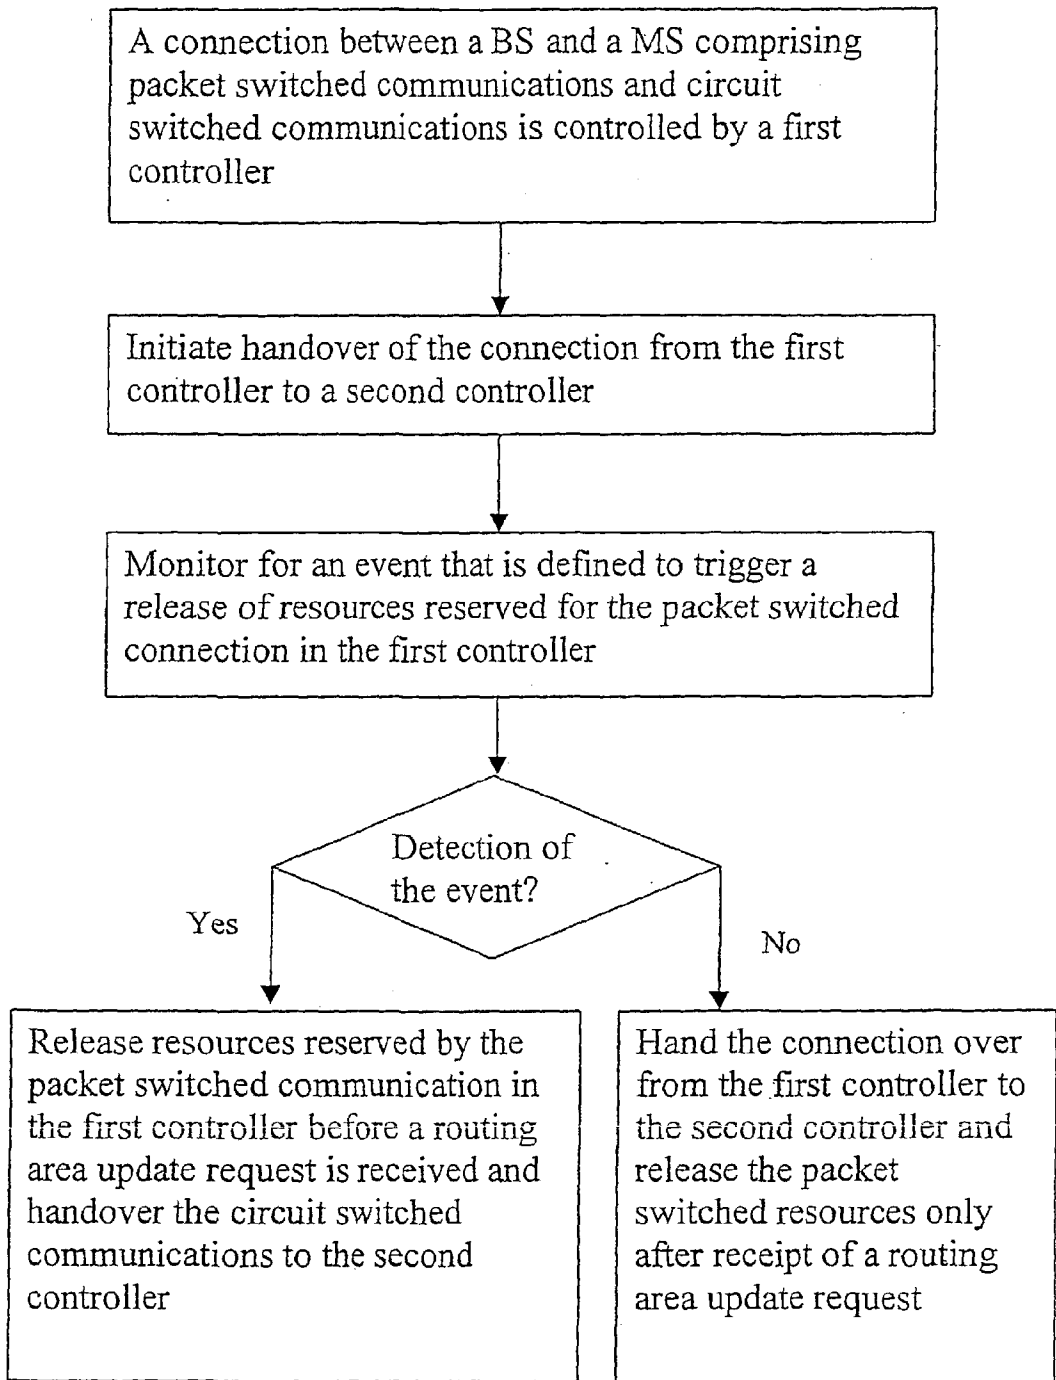 A connection between a BS and a MS comprising
packet switched communications and circuit
switched communications is controlled by a first
controller
Initiate handover of the connection from the first
controller to a second controller
Monitor for an event that is defined to trigger a
release of resources reserved for the packet switched
connection in the first controller
Detection of
the event?
Yes
No
Release resources reserved by the
packet switched communication in
the first controller before a routing
area update request is received and
handover the circuit switched
communications to the second
controller
Hand the connection over
from the first controller to
the second controller and
release the packet
switched resources only
after receipt of a routing
area update request